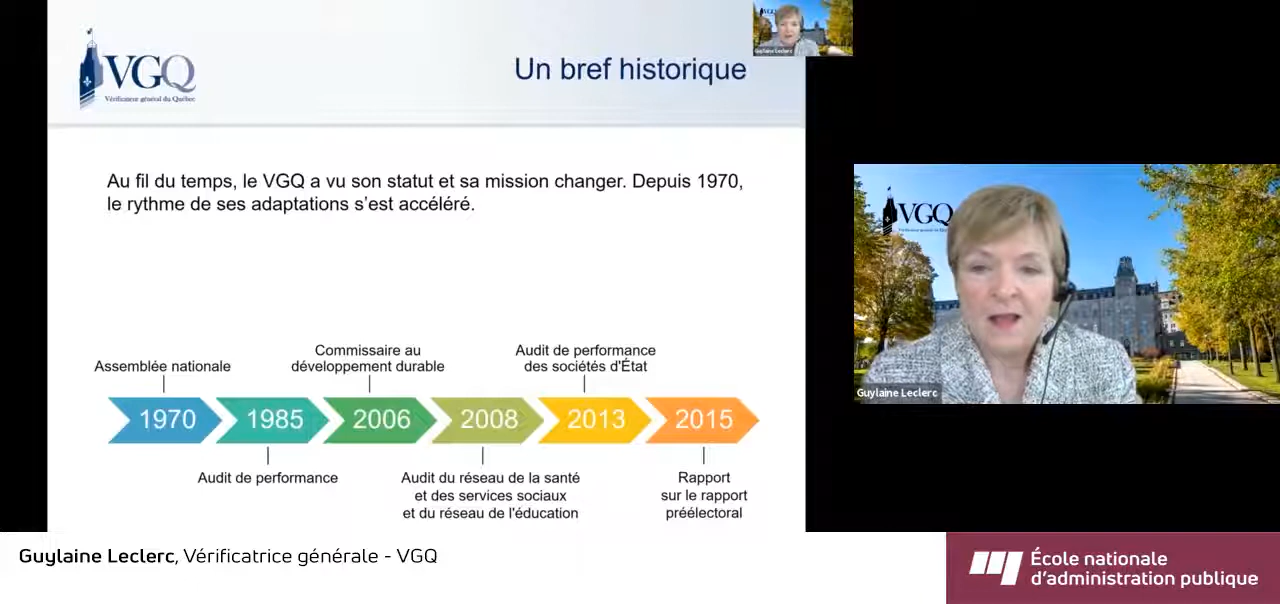 VGQ
Vérificateur général du Québec
Un bref historique
Guylaine Leclerc
Au fil du temps, le VGQ a vu son statut et sa mission changer. Depuis 1970,
le rythme de ses adaptations s'est accéléré.
Assemblée nationale
Commissaire au
développement durable
Audit de performance
des sociétés d'État
1970
1985
2006
2008
2013
2015
Audit de performance
Audit du réseau de la santé
et des services sociaux
et du réseau de l'éducation
Rapport
sur le rapport
préélectoral
VGQ
Guylaine Leclerc
Guylaine Leclerc, Vérificatrice générale - VGQ
École nationale
d'administration publique